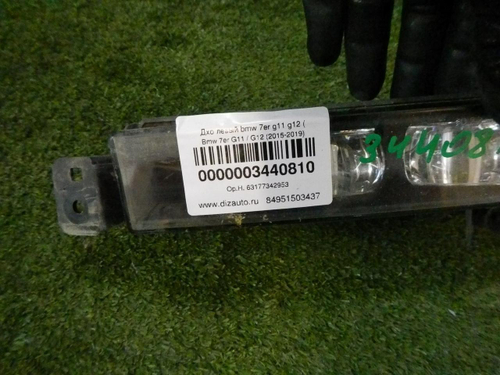 Дхо левый bmw 7er g11 g12 (
Bmw 7er G11 / G12 (2015-2019)
0000003440810
Ор.Н. 63177342953
www.dizauto.ru 84951503437
34408